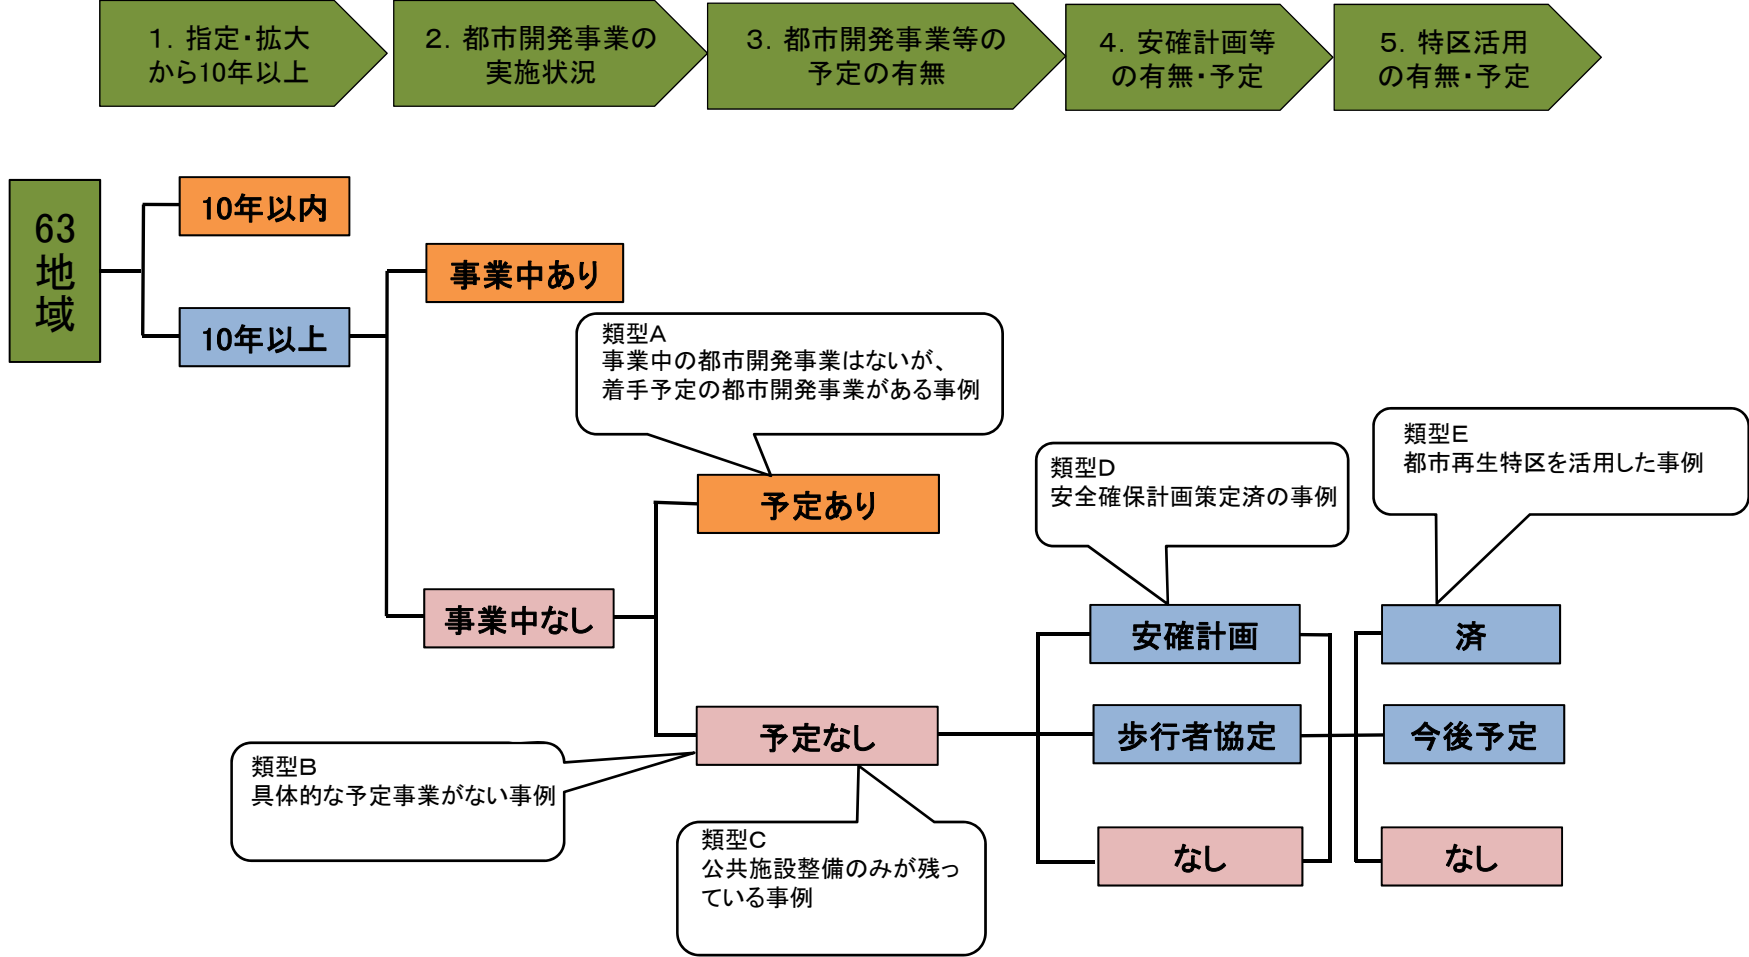 1．指定・拡大
から10年以上
2．都市開発事業の
実施状況
3．都市開発事業等の
予定の有無
4．安確計画等
の有無・予定
5．特区活用
の有無・予定
63
地
域
10年以内
10年以上
事業中あり
類型A
事業中の都市開発事業はないが、
着手予定の都市開発事業がある事例
予定あり
事業中なし
予定なし
類型B
具体的な予定事業がない事例
類型C
公共施設整備のみが残っ
ている事例
類型D
安全確保計画策定済の事例
安確計画
歩行者協定
なし
類型E
都市再生特区を活用した事例
済
今後予定
なし